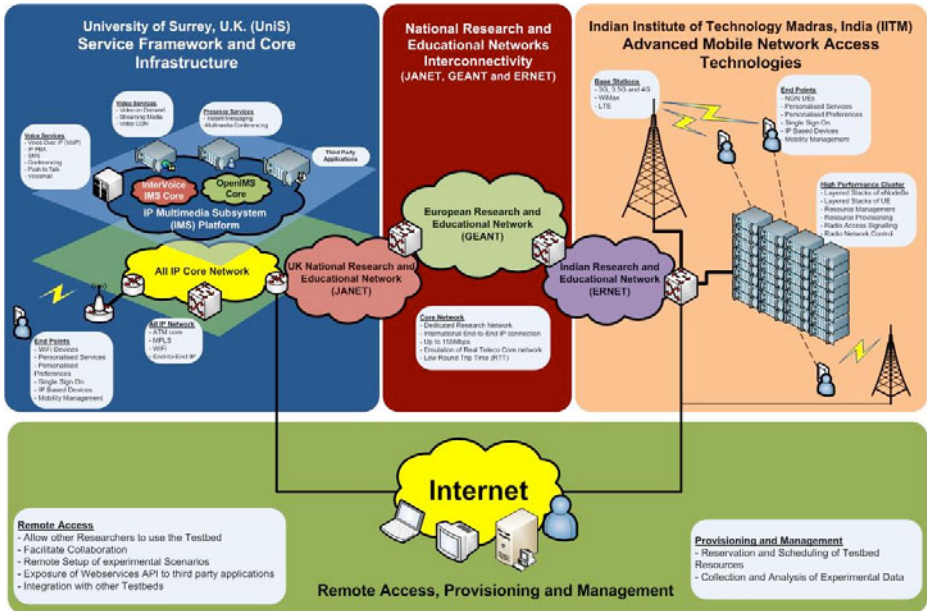 University of Surrey, U.K. (UniS)
Service Framework and Core
Infrastructure
Video Services
- Video on Demand
- Streaming Media
- Video CDN
Presence Services
- Instant Messaging
-Multimedia Conferencing
Voice Services
- Voice Over IP (VoIP)
- IP PBX
- SMS
- Conferencing
- Push to Talk
- Voicemail
Third Party
Applications
InterVoice
IMS Core
OpenIMS
Core
IP Multimedia Subsystem
(IMS) Platform
All IP Core Network
End Points
- WiFi Devices
- Personalised Services
- Personalised
Preferences
- Single Sign On
- IP Based Devices
- Mobility Management
All IP Network
- ATM core
- MPLS
- WiFi
- End-to-End IP
National Research and
Educational Networks
Interconnectivity
(JANET, GEANT and ERNET)
European Research and
Educational Network
(GEANT)
UK National Research and
Educational Network
(JANET)
Indian Research and
Educational Network
(ERNET)
Core Network
- Dedicated Research Network
- International End-to-End IP connection
- Up to 155Mbps
- Emulation of Real Teleco Core network
- Low Round Trip Time (RTT)
Indian Institute of Technology Madras, India (IITM)
Advanced Mobile Network Access
Technologies
Base Stations
- 3G, 3.5G and 4G
- WiMax
- LTE
End Points
- NGN UEs
- Personalised Services
- Personalised Preferences
- Single Sign On
- IP Based Devices
- Mobility Management
High Performance Cluster
- Layered Stacks of eNodeBs
- Layered Stacks of UE
- Resource Management
- Resource Provisioning
- Radio Access Signalling
- Radio Network Control
Internet
Remote Access
- Allow other Researchers to use the Testbed
- Facilitate Collaboration
- Remote Setup of experimental Scenarios
- Exposure of Webservices API to third party applications
- Integration with other Testbeds
Provisioning and Management
- Reservation and Scheduling of Testbed
Resources
- Collection and Analysis of Experimental Data
Remote Access, Provisioning and Management